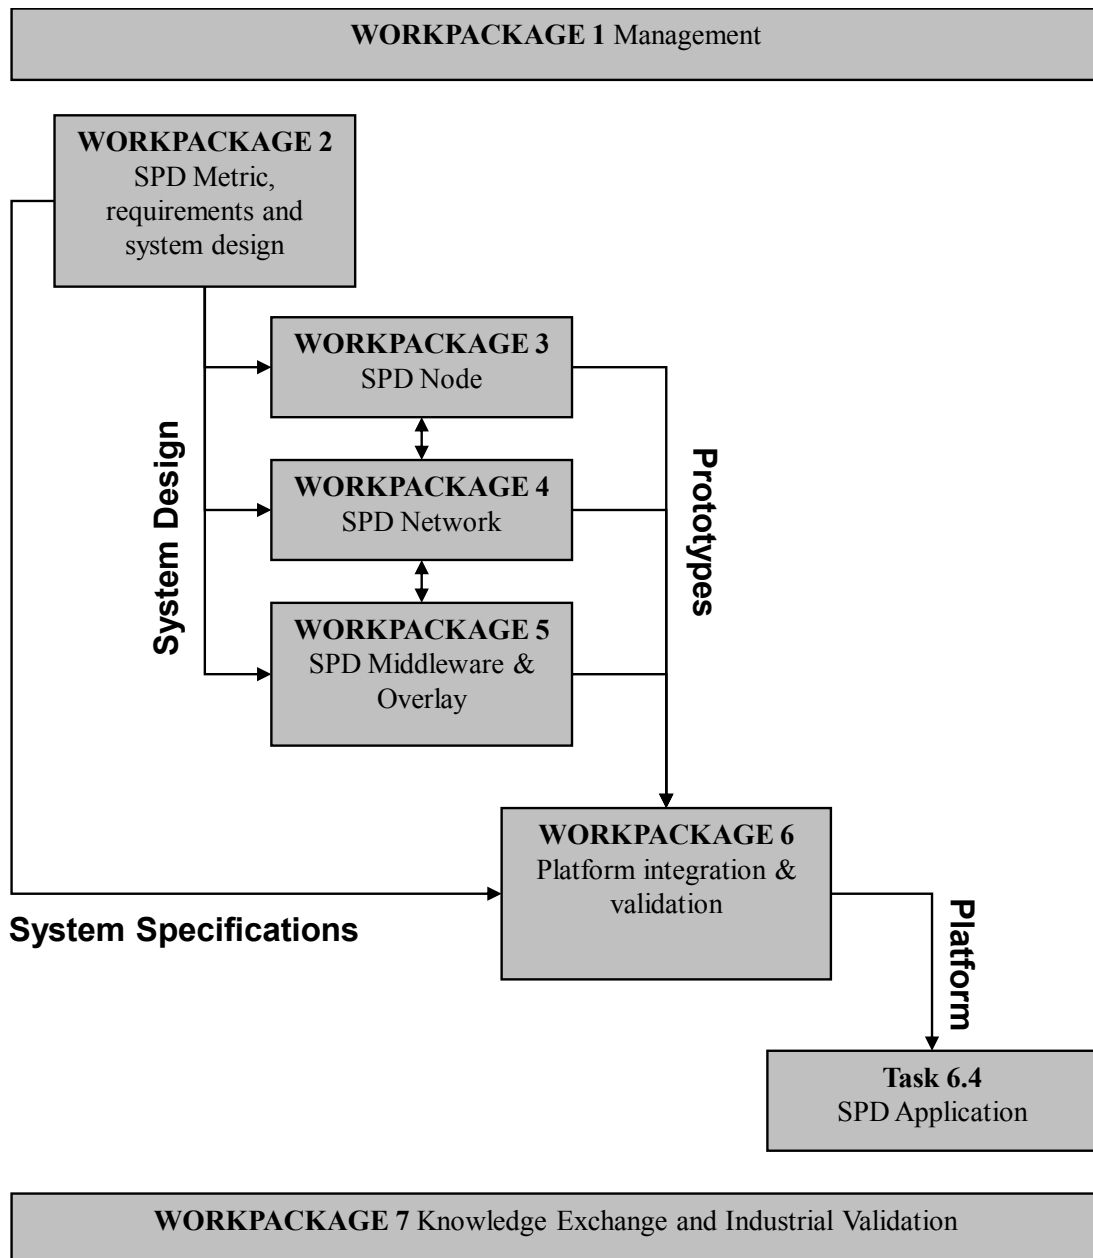 WORKPACKAGE 1 Management
WORKPACKAGE 2
SPD Metric,
requirements and
system design
WORKPACKAGE 3
SPD Node
System Design
WORKPACKAGE 4
SPD Network
Prototypes
WORKPACKAGE 5
SPD Middleware &
Overlay
WORKPACKAGE 6
Platform integration &
validation
System Specifications
Platform
Task 6.4
SPD Application
WORKPACKAGE 7 Knowledge Exchange and Industrial Validation